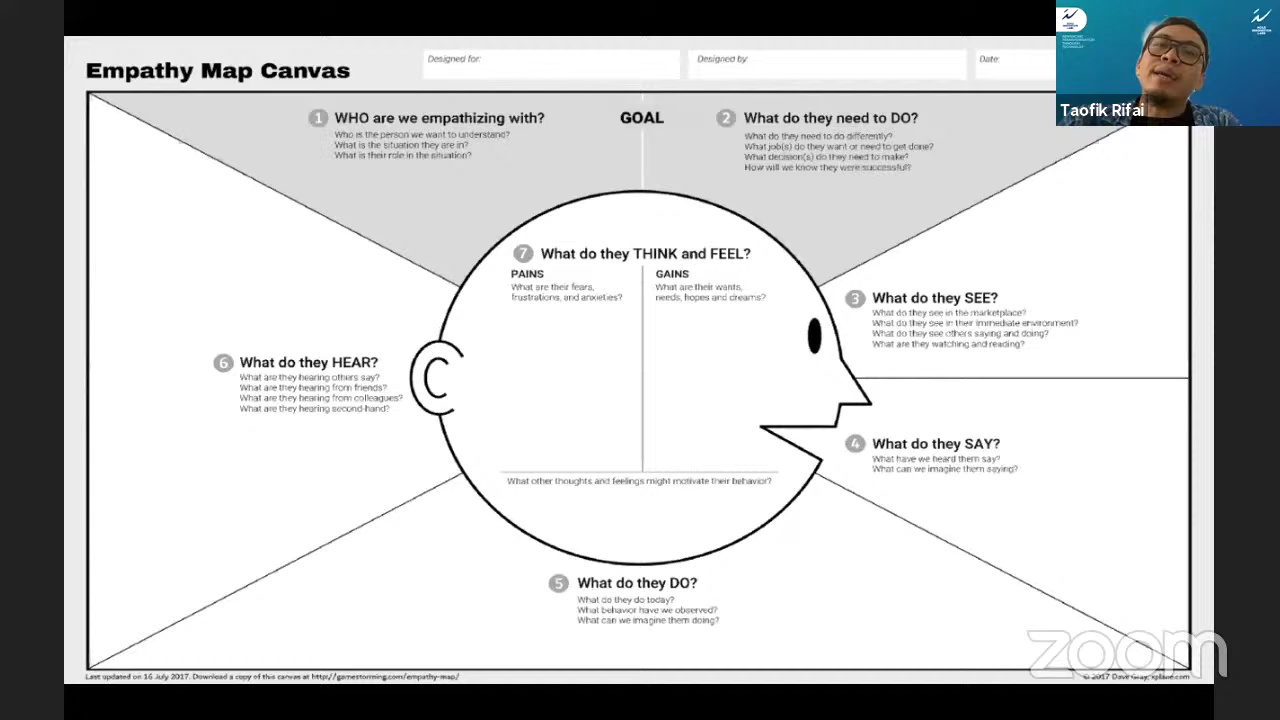 Empathy Map Canvas
Designed for:
Designed by:
Date:
1 WHO are we empathizing with?
Who is the person we want to understand?
What is the situation they are in?
What is their role in the situation?
GOAL
2 What do they need to DO?
What do they need to do differently?
What job(s) do they want or need to get done?
What decision(s) do they need to make?
How will we know they were successful?
3 What do they SEE?
What do they see in the marketplace?
What do they see in their immediate environment?
What do they see others saying and doing?
What are they watching and reading?
4 What do they SAY?
What have we heard them say?
What can we imagine them saying?
5 What do they DO?
What do they do today?
What behavior have we observed?
What can we imagine them doing?
6 What do they HEAR?
What are they hearing others say?
What are they hearing from friends?
What are they hearing from colleagues?
What are they hearing second-hand?
7 What do they THINK and FEEL?
PAINS
What are their fears,
frustrations, and anxieties?
GAINS
What are their wants,
needs, hopes and dreams?
What other thoughts and feelings might motivate their behavior?
Last updated on 16 July 2017. Download a copy of this canvas at http://gamestorming.com/empathy-map/
© 2017 Dave Gray, xplane.com
Taofik Rifai
zoom